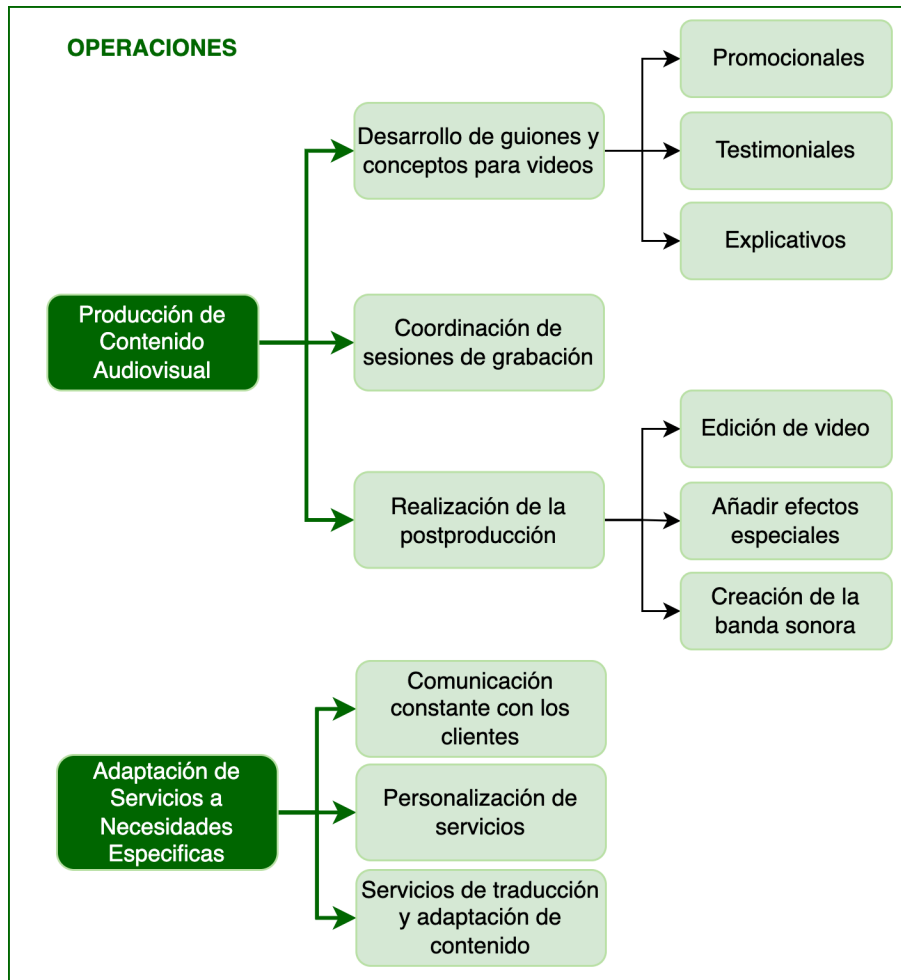 OPERACIONES
Producción de
Contenido
Audiovisual
Desarrollo de guiones y
conceptos para videos
Promocionales
Testimoniales
Explicativos
Coordinación de
sesiones de grabación
Realización de la
postproducción
Edición de video
Añadir efectos
especiales
Creación de la
banda sonora
Adaptación de
Servicios a
Necesidades
Especificas
Comunicación
constante con los
clientes
Personalización de
servicios
Servicios de traducción
y adaptación de
contenido